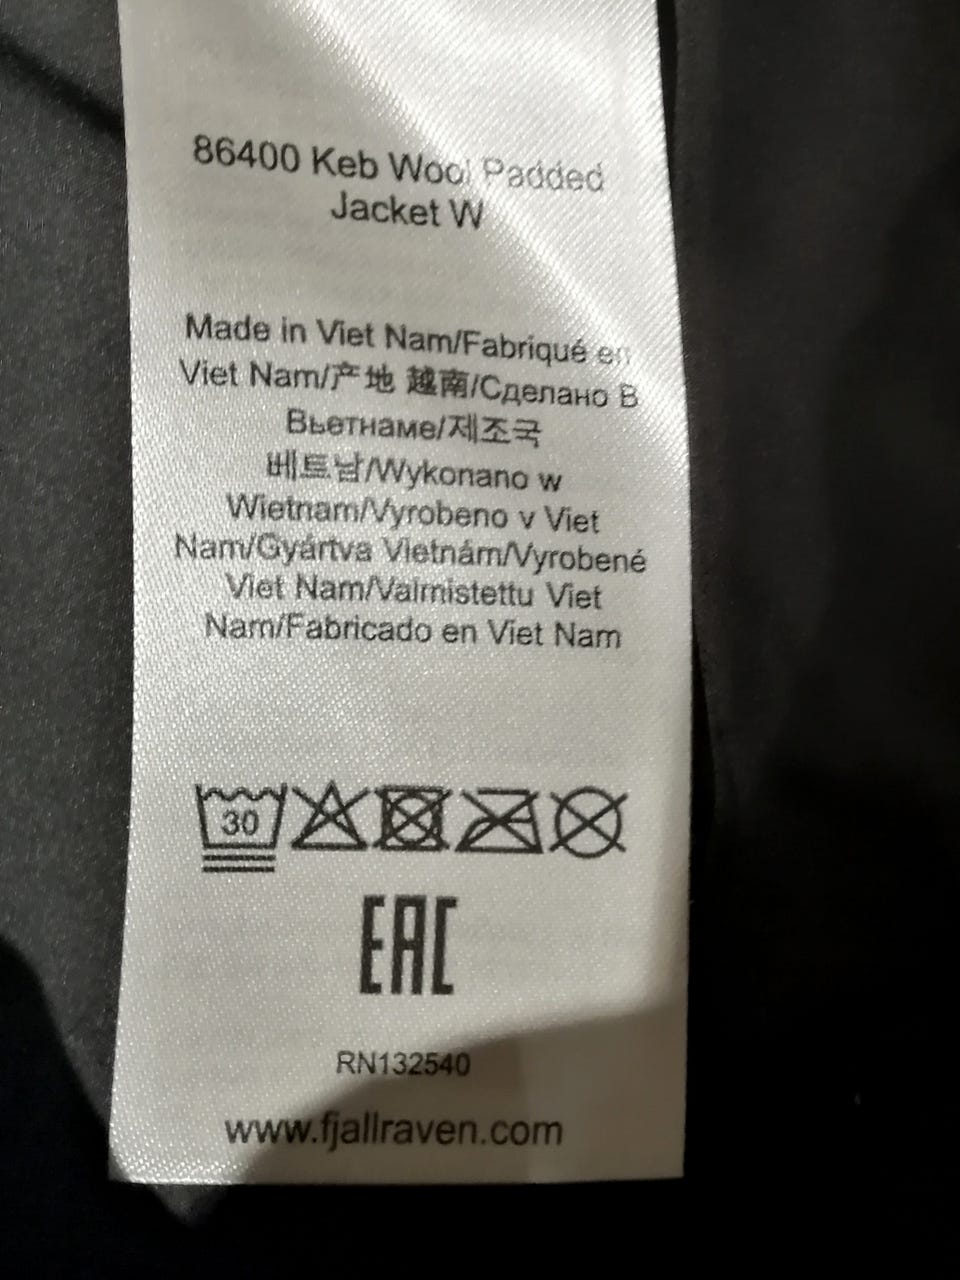 86400 Keb Wool Padded
Jacket W
Made in Viet Nam/Fabriqué en
Viet Nam/产地 越南/Сделано В
Вьетнаме/제조국
베트남/Wykonano w
Wietnam/Vyrobeno v Viet
Nam/Gyártva Vietnám/Vyrobené
Viet Nam/Valmistettu Viet
Nam/Fabricado en Viet Nam
30
EAC
RN132540
www.fjallraven.com